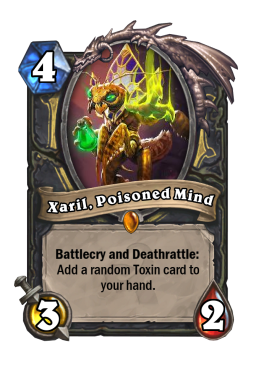 4
Xaril, Poisoned Mind
Battlecry and Deathrattle:
Add a random Toxin card to
your hand.
3
2